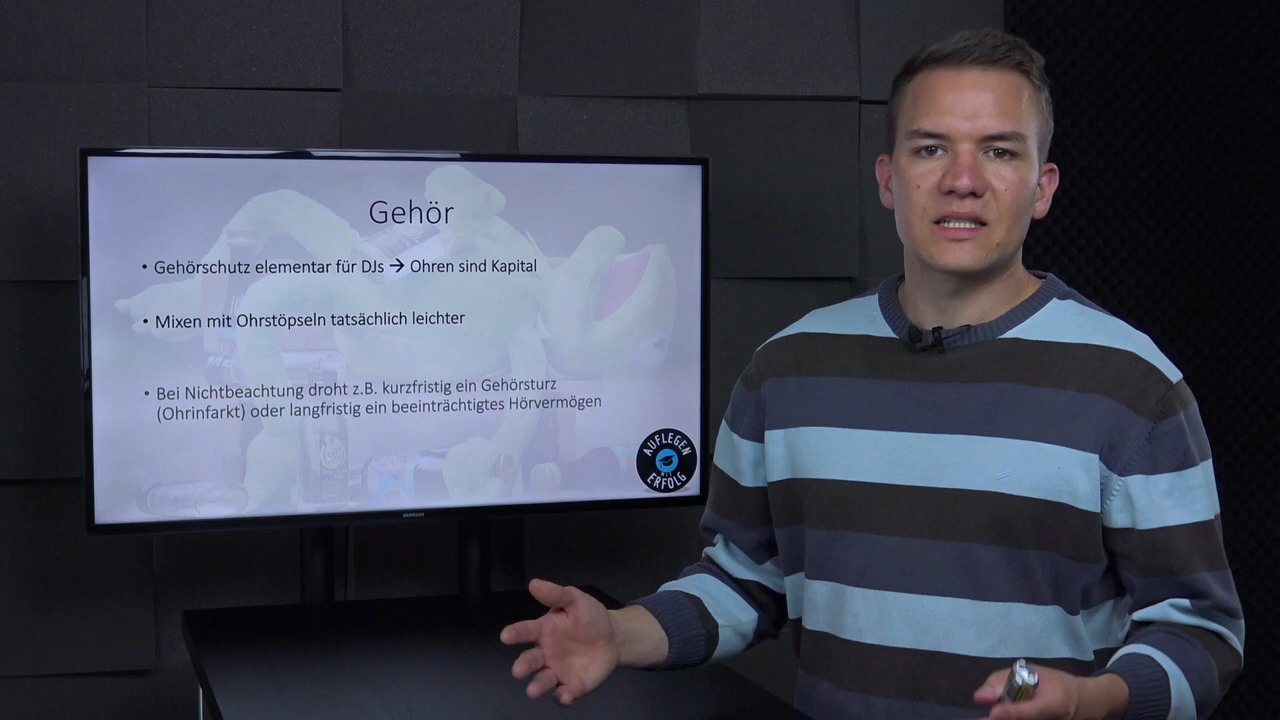 Gehör
• Gehörschutz elementar für DJs → Ohren sind Kapital
• Mixen mit Ohrstöpseln tatsächlich leichter
• Bei Nichtbeachtung droht z.B. kurzfristig ein Gehörsturz
(Ohrinfarkt) oder langfristig ein beeinträchtigtes Hörvermögen
AUFLEGEN
MIT
ERFOLG
SAMSUNG